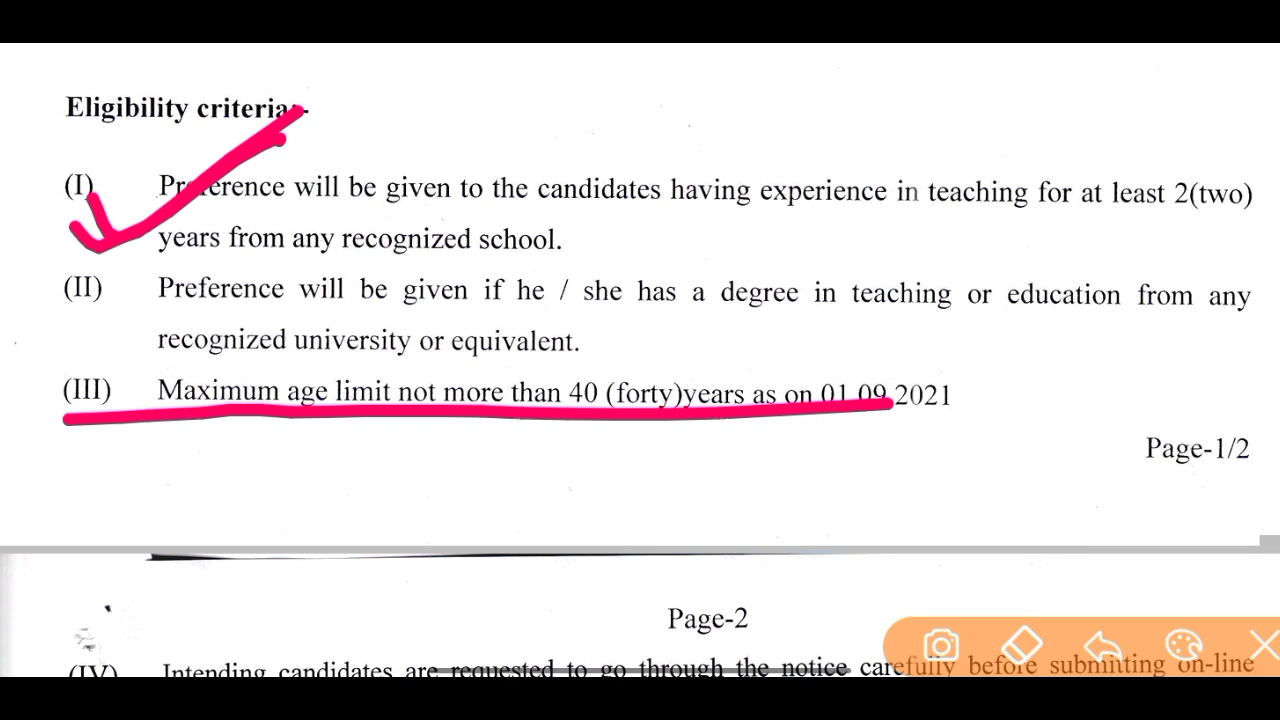 Eligibility criteria:-
(I) Preference will be given to the candidates having experience in teaching for at least 2(two)
years from any recognized school.
(II) Preference will be given if he / she has a degree in teaching or education from any
recognized university or equivalent.
(III) Maximum age limit not more than 40 (forty)years as on 01.09.2021
Page-1/2
Page-2
(IV) Intending candidates are requested to go through the notice carefully before submitting on-line